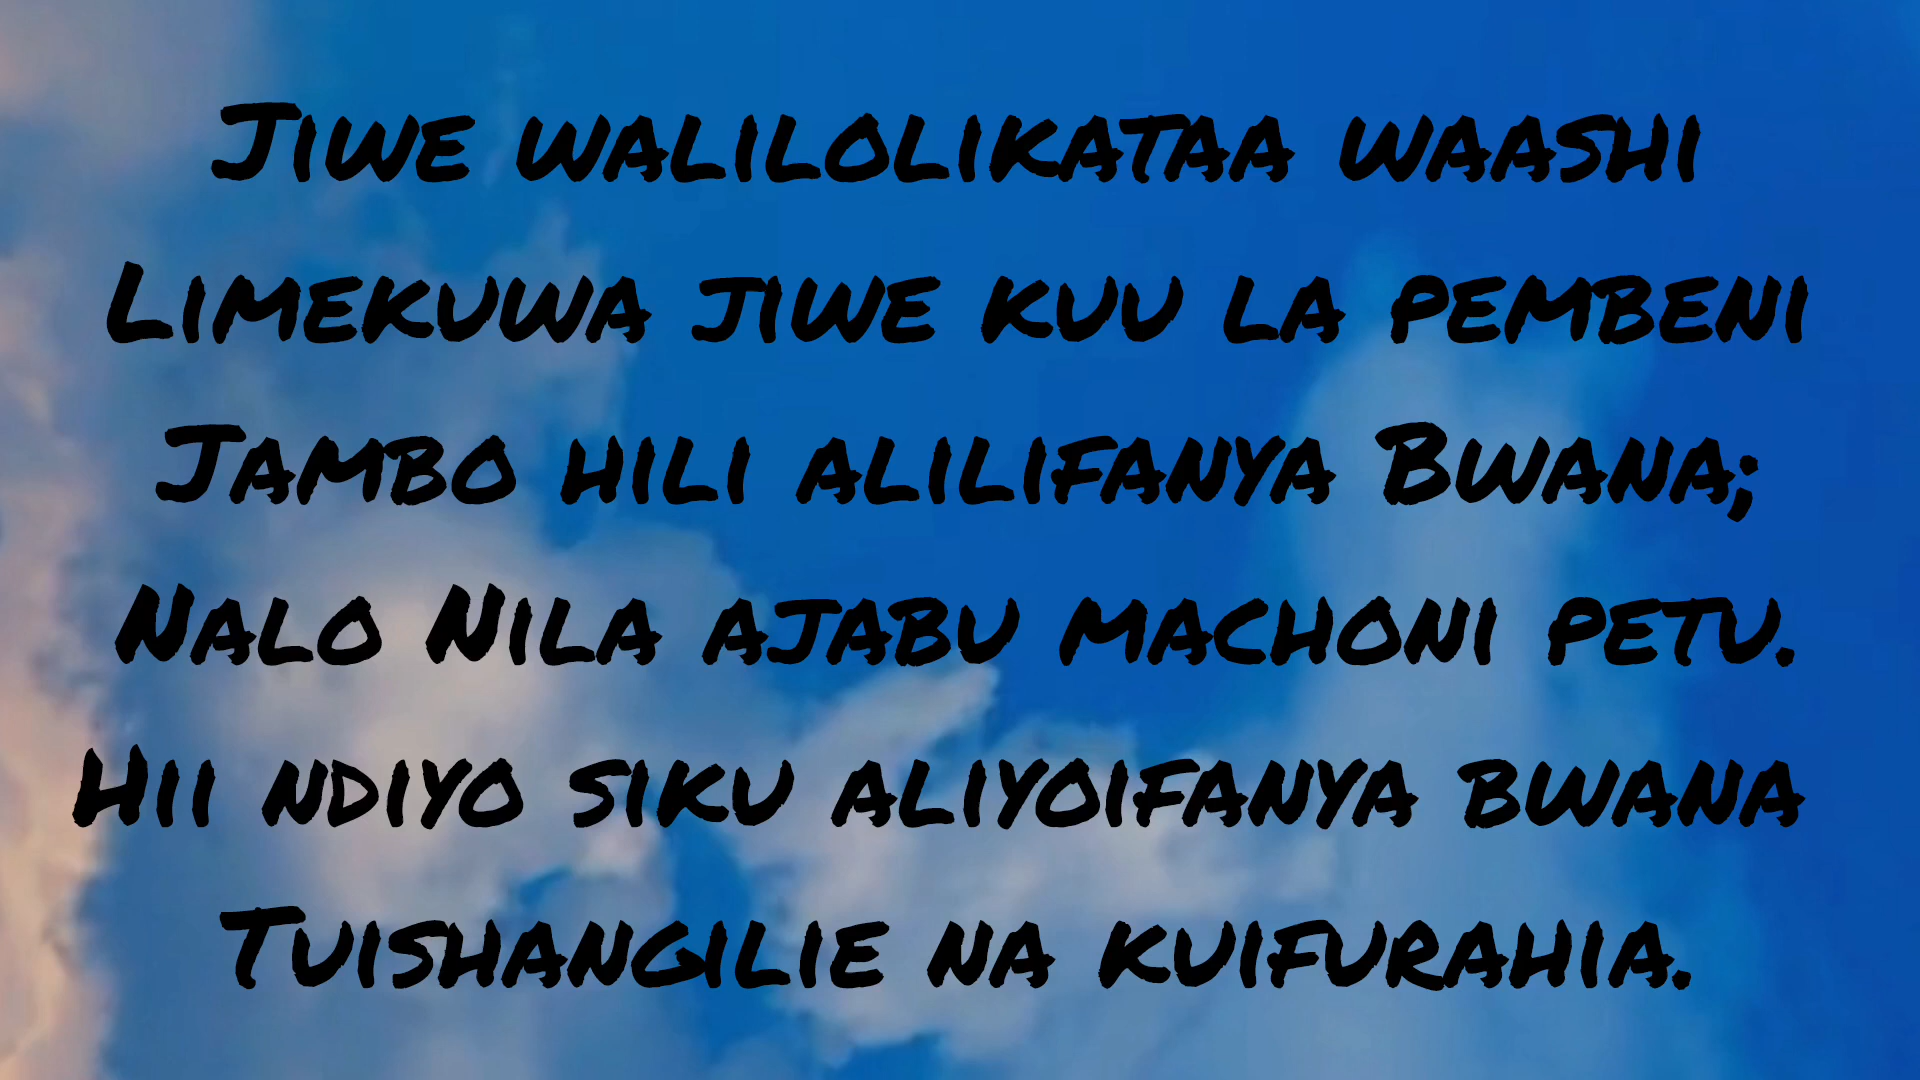 Jiwe walilolikataa waashi
Limekuwa jiwe kuu la pembeni
Jambo hili alilifanya Bwana;
Nalo Nila ajabu machoni petu.
Hii ndiyo siku aliyoifanya bwana
Tuishangilie na kuifurahia.